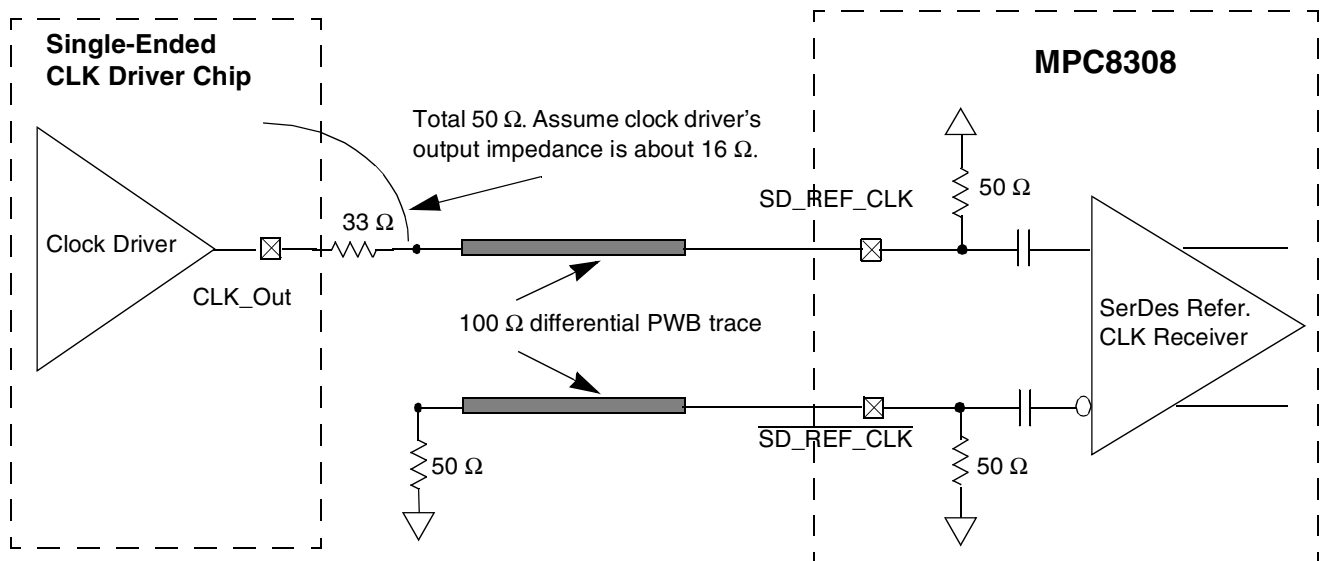 Single-Ended
CLK Driver Chip
MPC8308
Total 50 Ω. Assume clock driver's
output impedance is about 16 Ω.
SD_REF_CLK
50 Ω
33 Ω
Clock Driver
CLK_Out
100 Ω differential PWB trace
SerDes Refer.
CLK Receiver
SD_REF_CLK
50 Ω
50 Ω